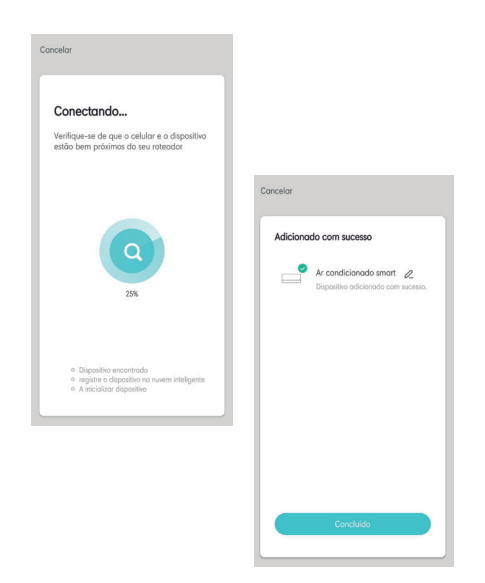 Cancelar
Conectando...
Verifique-se de que o celular e o dispositivo
estão bem próximos do seu roteador
25%
Dispositivo encontrado
registre o dispositivo na nuvem inteligente
A inicializar dispositivo
Cancelar
Adicionado com sucesso
Ar condicionado smart
Dispositivo adicionado com sucesso.
Concluído